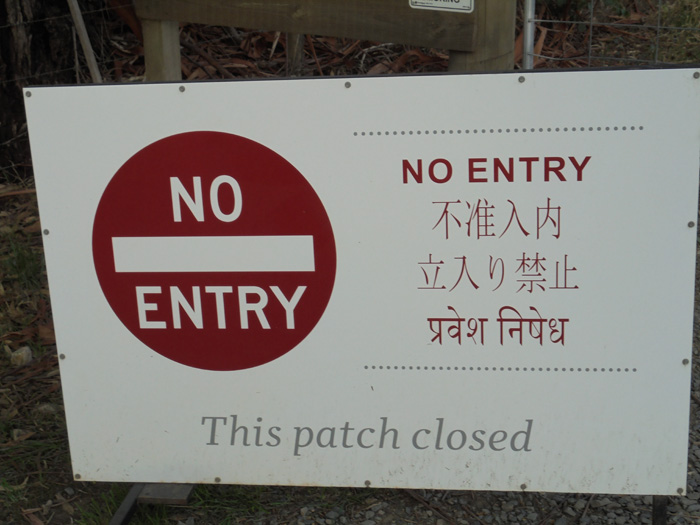 NO
ENTRY
NO ENTRY
不准入内
立入り禁止
प्रवेश निषेध
This patch closed